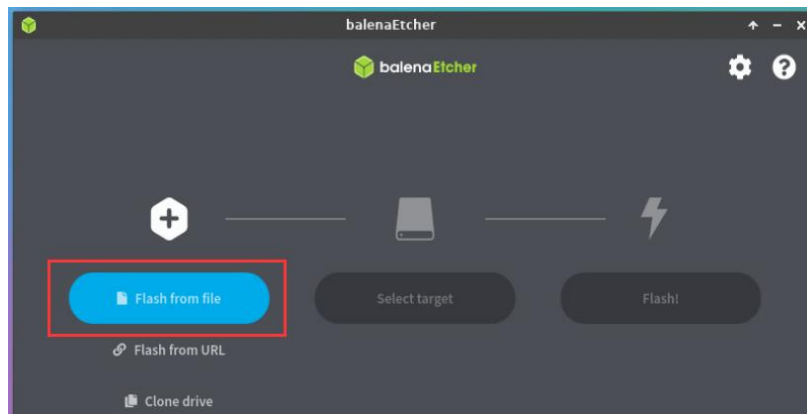 balenaEtcher
balenaEtcher
Flash from file
Select target
Flash!
Flash from URL
Clone drive